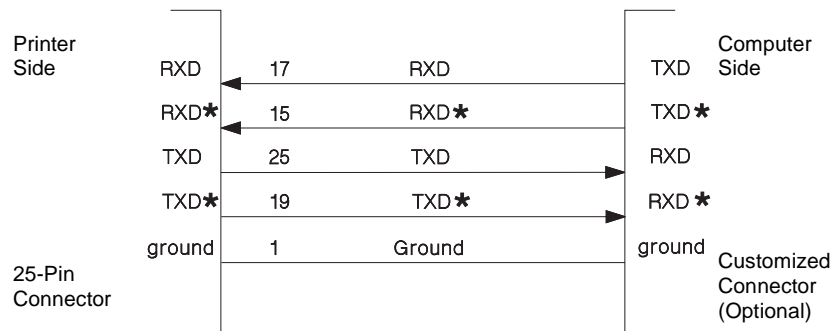 Printer
Side
Computer
Side
RXD 17 RXD TXD
RXD* 15 RXD* TXD*
TXD 25 TXD RXD
TXD* 19 TXD* RXD*
ground 1 Ground ground
25-Pin
Connector
Customized
Connector
(Optional)